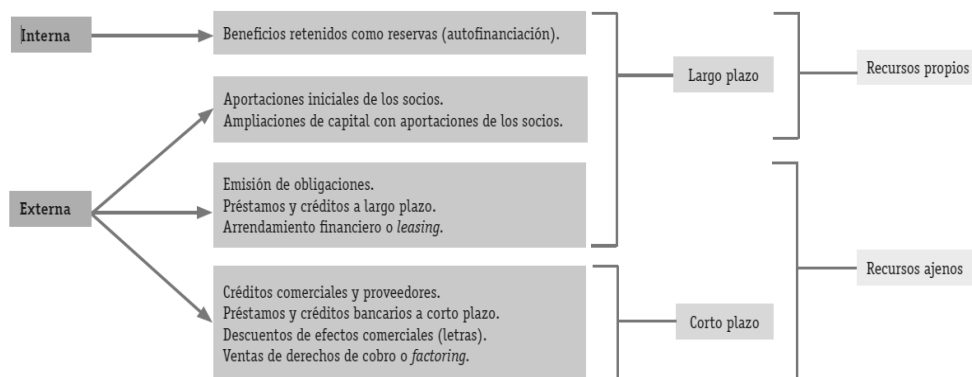 Interna
Beneficios retenidos como reservas (autofinanciación).
Largo plazo
Recursos propios
Aportaciones iniciales de los socios.
Ampliaciones de capital con aportaciones de los socios.
Externa
Emisión de obligaciones.
Préstamos y créditos a largo plazo.
Arrendamiento financiero o leasing.
Recursos ajenos
Créditos comerciales y proveedores.
Préstamos y créditos bancarios a corto plazo.
Descuentos de efectos comerciales (letras).
Ventas de derechos de cobro o factoring.
Corto plazo